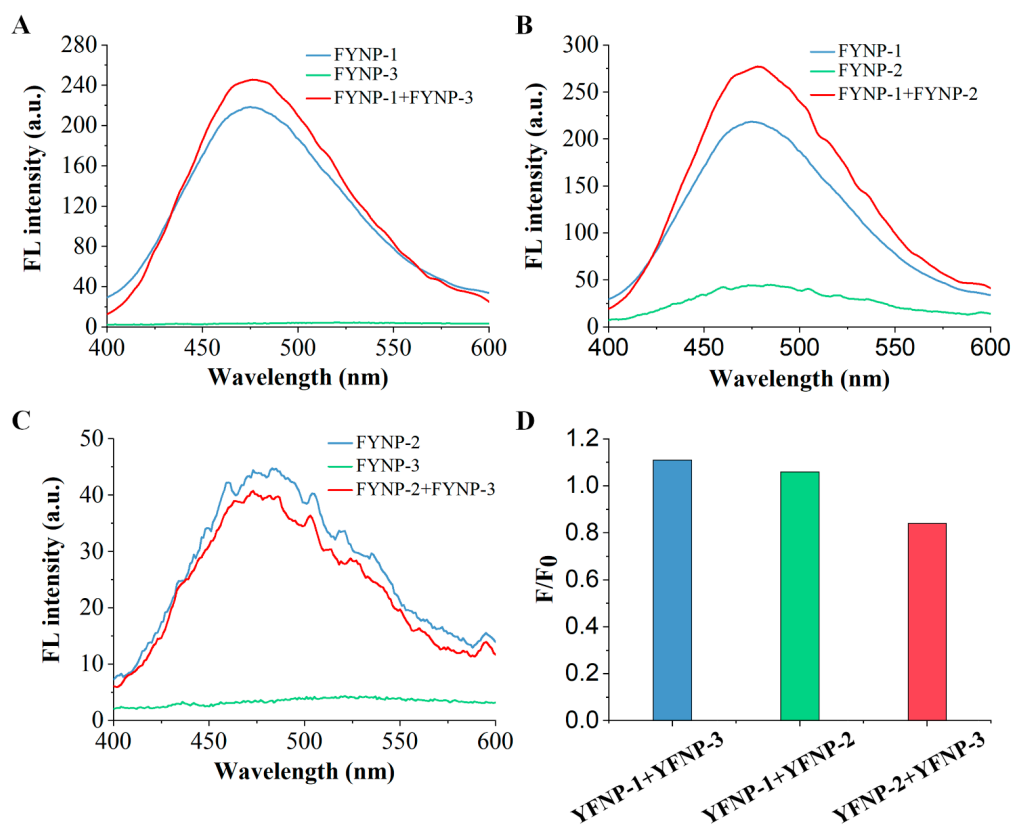 A
280
240
200
160
120
80
40
0
400
450
500
550
600
FL intensity (a.u.)
Wavelength (nm)
FYNP-1
FYNP-3
FYNP-1+FYNP-3
B
300
250
200
150
100
50
0
400
450
500
550
600
FL intensity (a.u.)
Wavelength (nm)
FYNP-1
FYNP-2
FYNP-1+FYNP-2
C
50
40
30
20
10
0
400
450
500
550
600
FL intensity (a.u.)
Wavelength (nm)
FYNP-2
FYNP-3
FYNP-2+FYNP-3
D
1.2
1.0
0.8
0.6
0.4
0.2
0.0
F/F0
YFNP-1+YFNP-3
YFNP-1+YFNP-2
YFNP-2+YFNP-3